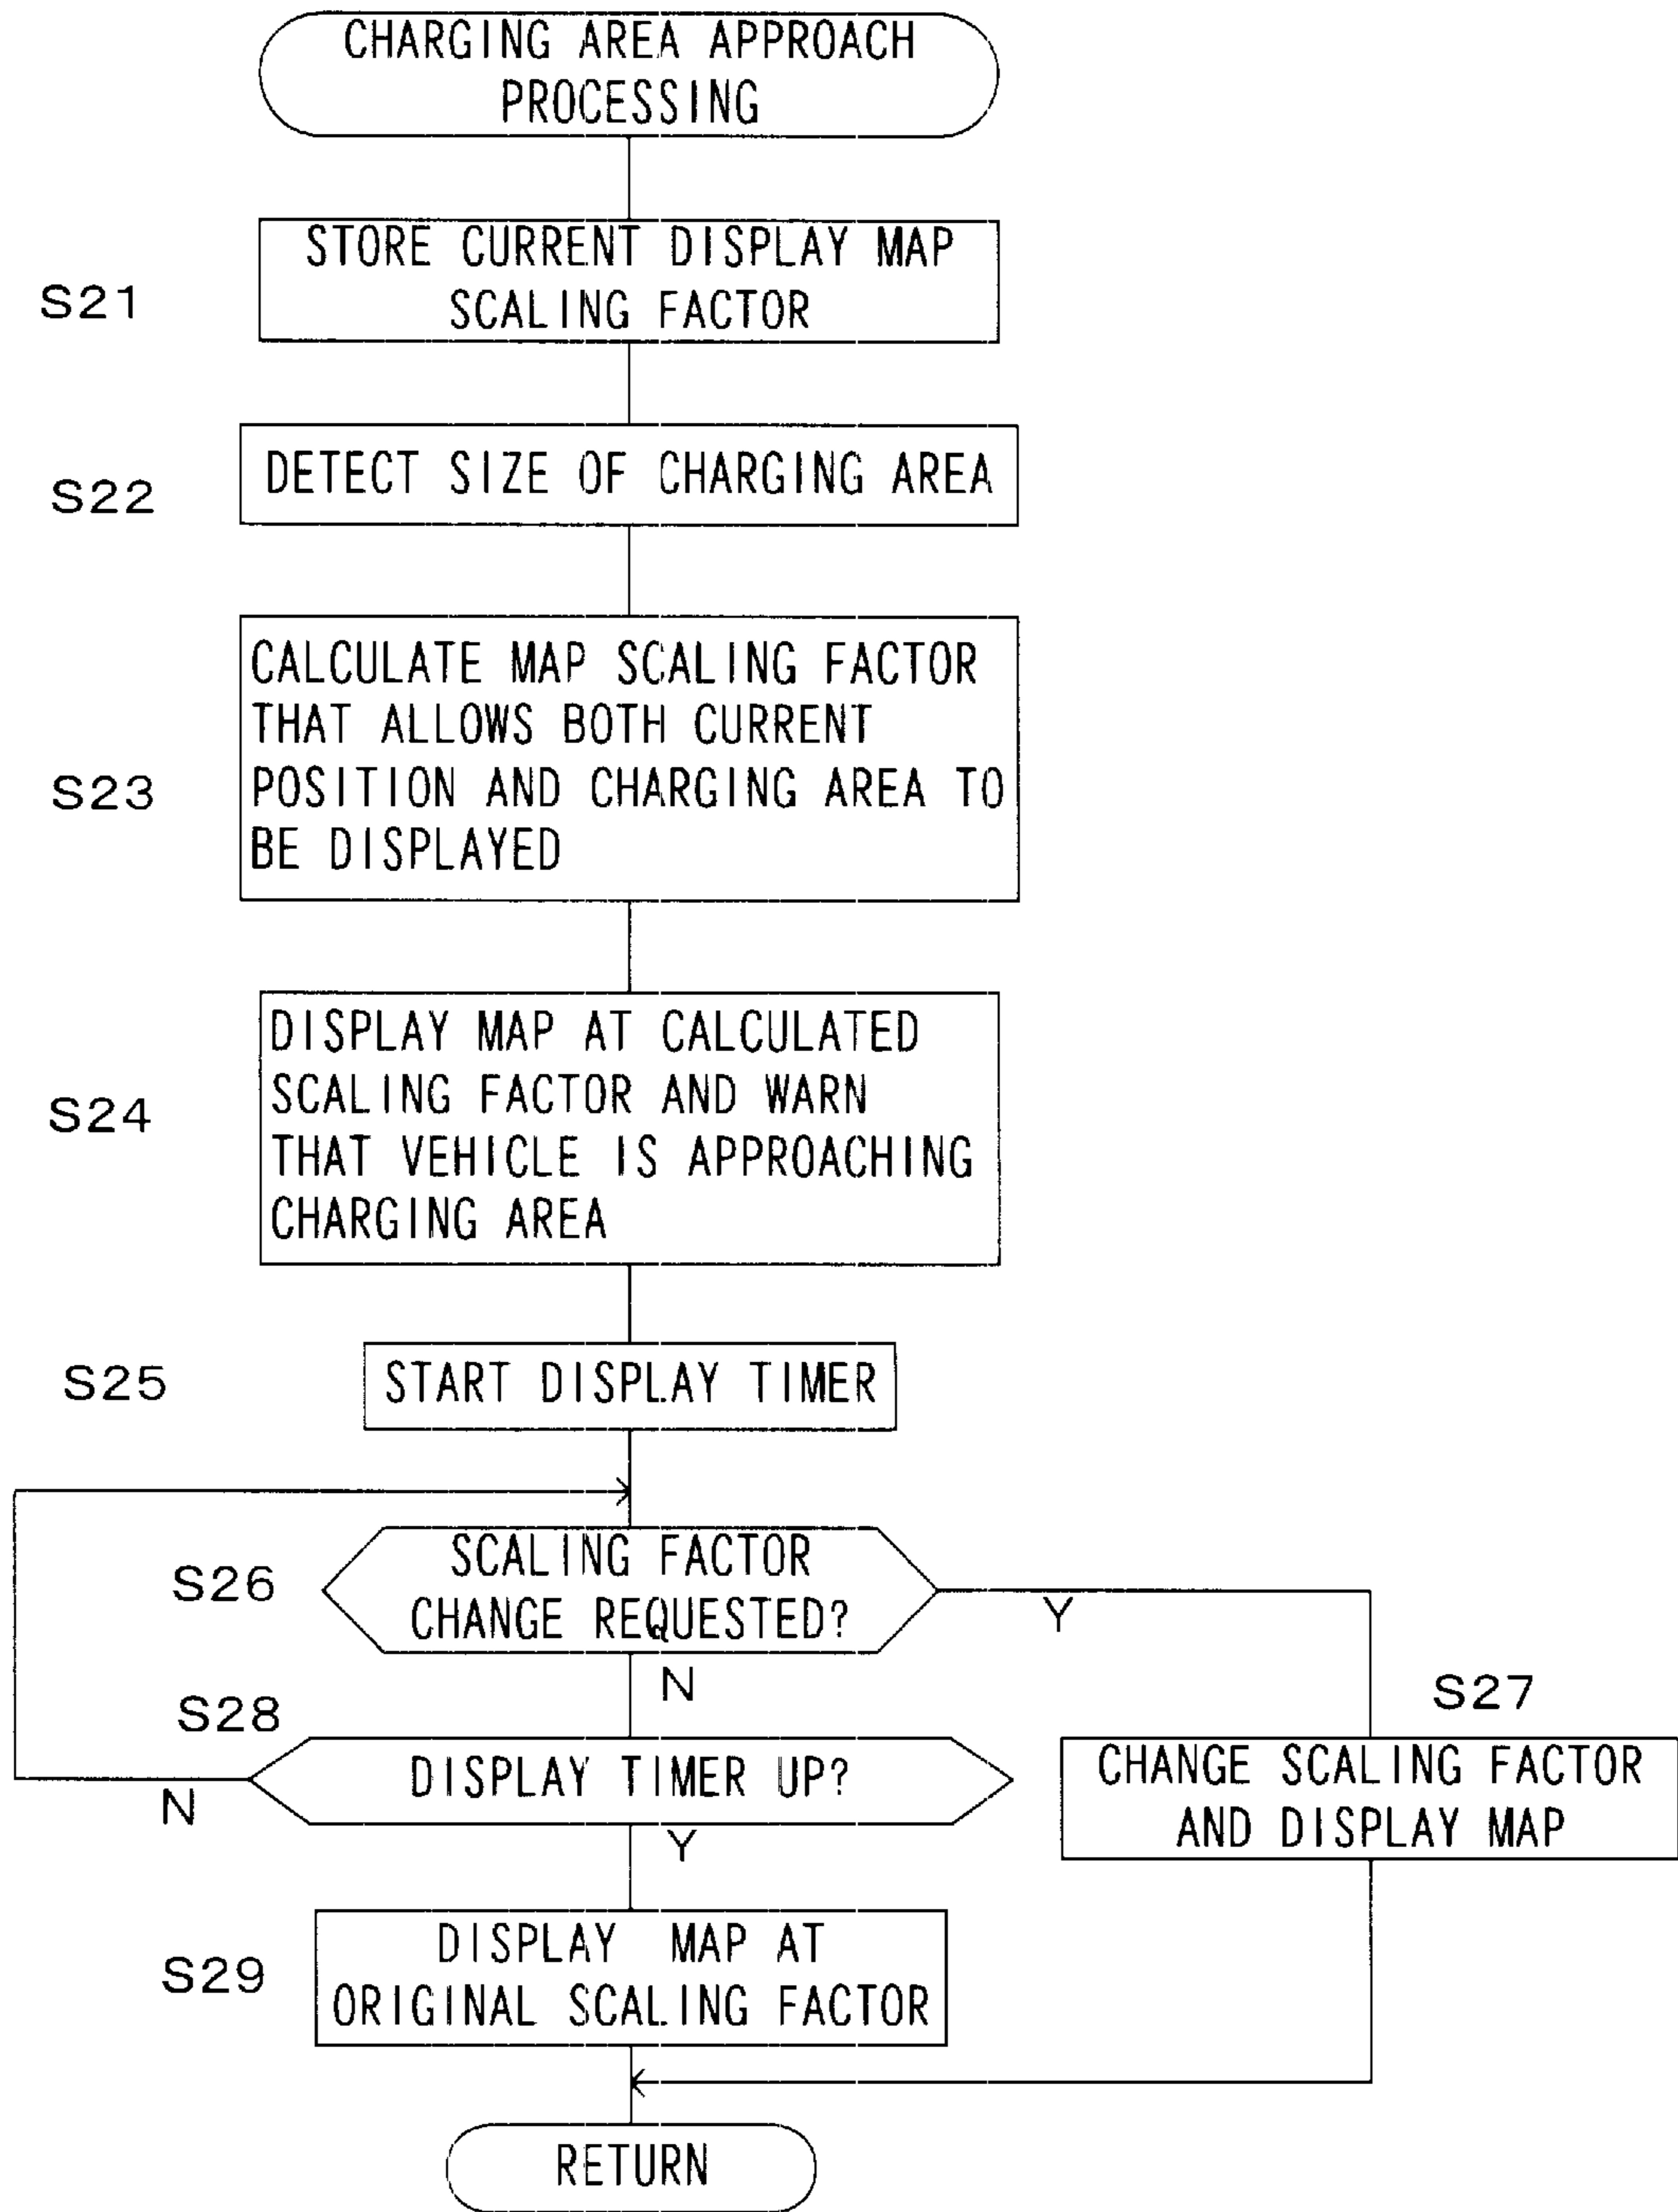 CHARGING AREA APPROACH
PROCESSING
S21
STORE CURRENT DISPLAY MAP
SCALING FACTOR
S22
DETECT SIZE OF CHARGING AREA
S23
CALCULATE MAP SCALING FACTOR
THAT ALLOWS BOTH CURRENT
POSITION AND CHARGING AREA TO
BE DISPLAYED
S24
DISPLAY MAP AT CALCULATED
SCALING FACTOR AND WARN
THAT VEHICLE IS APPROACHING
CHARGING AREA
S25
START DISPLAY TIMER
S26
SCALING FACTOR
CHANGE REQUESTED?
Y
N
S27
CHANGE SCALING FACTOR
AND DISPLAY MAP
S28
DISPLAY TIMER UP?
N
Y
S29
DISPLAY MAP AT
ORIGINAL SCALING FACTOR
RETURN